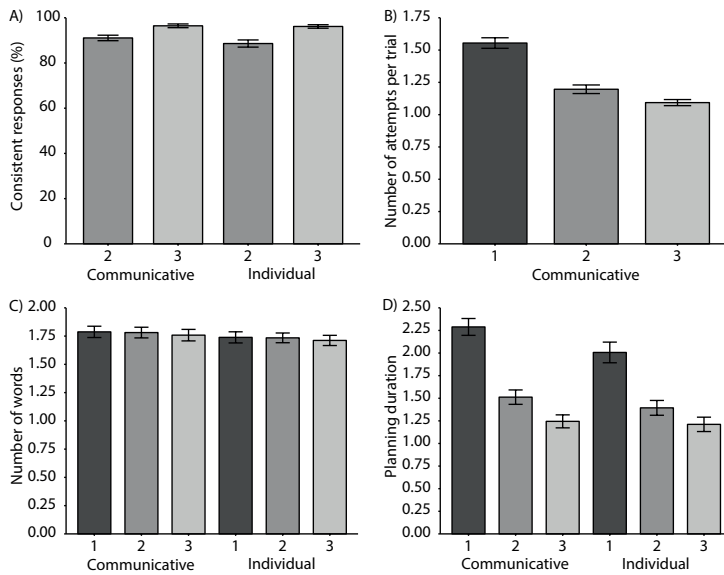 A)
Consistent responses (%)
100
80
60
40
20
0
2 3 2 3
Communicative Individual
B)
Number of attempts per trial
1.75
1.50
1.25
1.00
0.75
0.50
0.25
0.00
1 2 3
Communicative
C)
Number of words
2.00
1.75
1.50
1.25
1.00
0.75
0.50
0.25
0.00
1 2 3 1 2 3
Communicative Individual
D)
Planning duration
2.50
2.25
2.00
1.75
1.50
1.25
1.00
0.75
0.50
0.25
0.00
1 2 3 1 2 3
Communicative Individual